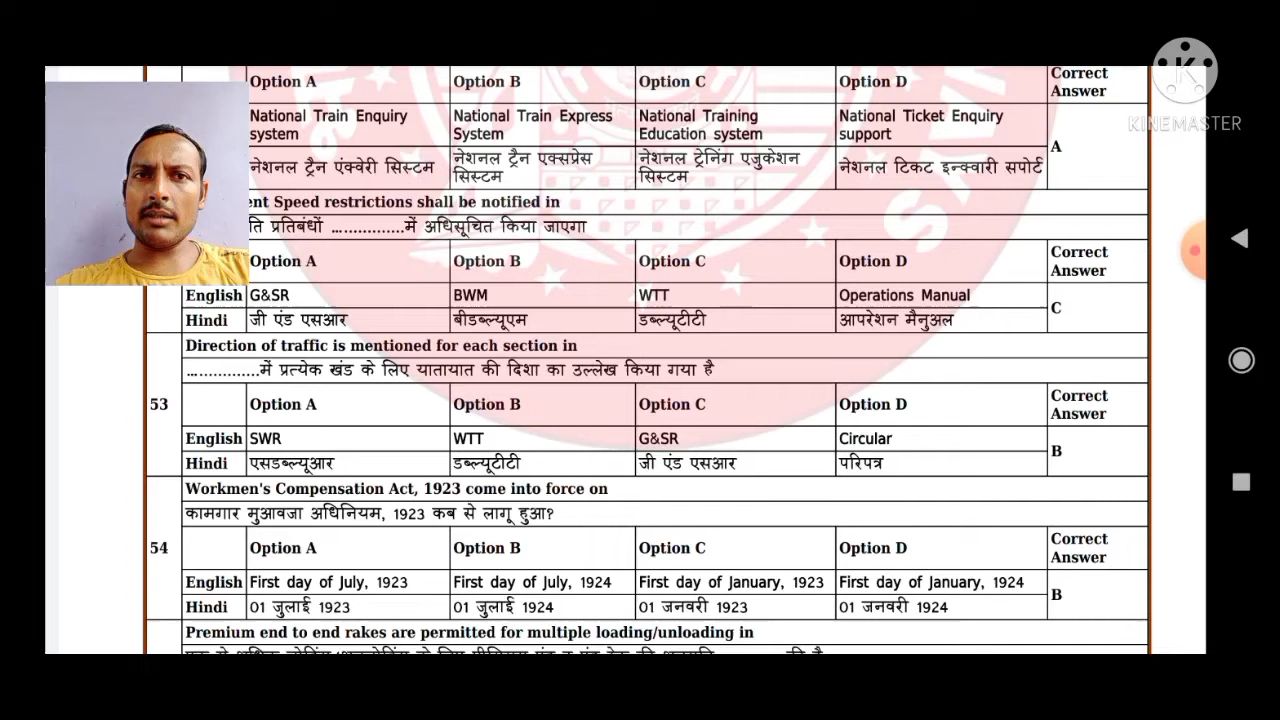 Option A Option B Option C Option D Correct Answer
National Train Enquiry system National Train Express System National Training Education system National Ticket Enquiry support A
नेशनल ट्रैन एंक्वेरी सिस्टम नेशनल ट्रैन एक्सप्रेस सिस्टम नेशनल ट्रेनिंग एजुकेशन सिस्टम नेशनल टिकट इन्क्वारी सपोर्ट
KINEMASTER
Speed restrictions shall be notified in
प्रतिबंधों ..............में अधिसूचित किया जाएगा
Option A Option B Option C Option D Correct Answer
English G&SR BWM WTT Operations Manual C
Hindi जी एंड एसआर बीडब्ल्यूएम डब्ल्यूटीटी आपरेशन मैनुअल
Direction of traffic is mentioned for each section in
..............में प्रत्येक खंड के लिए यातायात की दिशा का उल्लेख किया गया है
53 Option A Option B Option C Option D Correct Answer
English SWR WTT G&SR Circular B
Hindi एसडब्ल्यूआर डब्ल्यूटीटी जी एंड एसआर परिपत्र
Workmen's Compensation Act, 1923 come into force on
कामगार मुआवजा अधिनियम, 1923 कब से लागू हुआ?
54 Option A Option B Option C Option D Correct Answer
English First day of July, 1923 First day of July, 1924 First day of January, 1923 First day of January, 1924 B
Hindi 01 जुलाई 1923 01 जुलाई 1924 01 जनवरी 1923 01 जनवरी 1924
Premium end to end rakes are permitted for multiple loading/unloading in